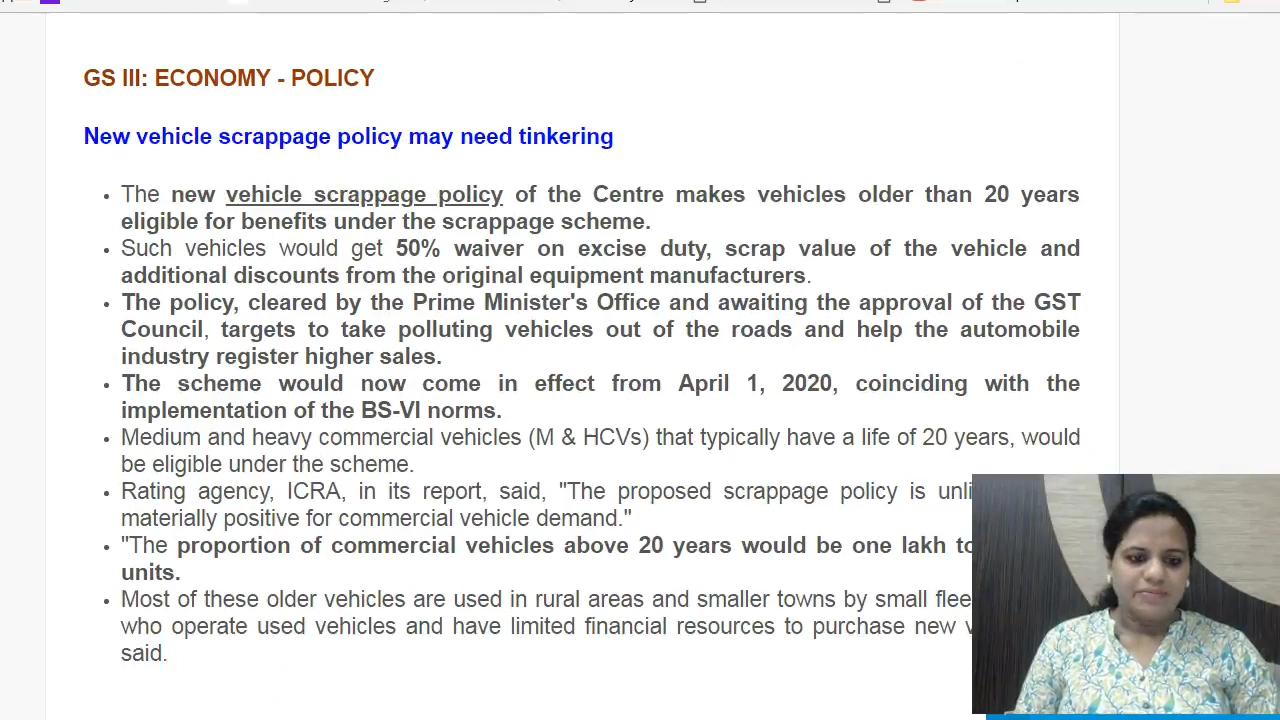 GS III: ECONOMY - POLICY
New vehicle scrappage policy may need tinkering
• The new vehicle scrappage policy of the Centre makes vehicles older than 20 years
eligible for benefits under the scrappage scheme.
• Such vehicles would get 50% waiver on excise duty, scrap value of the vehicle and
additional discounts from the original equipment manufacturers.
• The policy, cleared by the Prime Minister's Office and awaiting the approval of the GST
Council, targets to take polluting vehicles out of the roads and help the automobile
industry register higher sales.
• The scheme would now come in effect from April 1, 2020, coinciding with the
implementation of the BS-VI norms.
• Medium and heavy commercial vehicles (M & HCVs) that typically have a life of 20 years, would
be eligible under the scheme.
• Rating agency, ICRA, in its report, said, "The proposed scrappage policy is
materially positive for commercial vehicle demand."
• "The proportion of commercial vehicles above 20 years would be one lakh
units.
• Most of these older vehicles are used in rural areas and smaller towns by small
who operate used vehicles and have limited financial resources to purchase new
said.